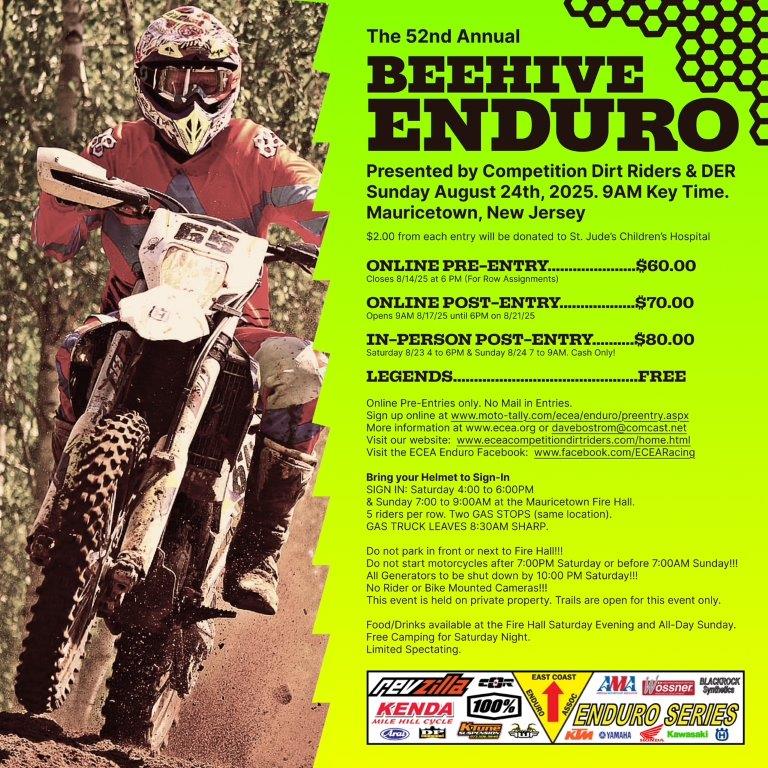 The 52nd Annual
BEEHIVE
ENDURO
Presented by Competition Dirt Riders & DER
Sunday August 24th, 2025. 9AM Key Time.
Mauricetown, New Jersey
$2.00 from each entry will be donated to St. Jude's Children's Hospital
ONLINE PRE-ENTRY......................$60.00
Closes 8/14/25 at 6 PM (For Row Assignments)
ONLINE POST-ENTRY...................$70.00
Opens 9AM 8/17/25 until 6PM on 8/21/25
IN-PERSON POST-ENTRY..........$80.00
Saturday 8/23 4 to 6PM & Sunday 8/24 7 to 9AM. Cash Only!
LEGENDS.............................................FREE
Online Pre-Entries only. No Mail in Entries.
Sign up online at www.moto-tally.com/ecea/enduro/preentry.aspx
More information at www.ecea.org or davebostrom@comcast.net
Visit our website: www.eceacompetitiondirtriders.com/home.html
Visit the ECEA Enduro Facebook: www.facebook.com/ECEARacing
Bring your Helmet to Sign-In
SIGN IN: Saturday 4:00 to 6:00PM
& Sunday 7:00 to 9:00AM at the Mauricetown Fire Hall.
5 riders per row. Two GAS STOPS (same location).
GAS TRUCK LEAVES 8:30AM SHARP.
Do not park in front or next to Fire Hall!!!
Do not start motorcycles after 7:00PM Saturday or before 7:00AM Sunday!!!
All Generators to be shut down by 10:00 PM Saturday!!!
No Rider or Bike Mounted Cameras!!!
This event is held on private property. Trails are open for this event only.
Food/Drinks available at the Fire Hall Saturday Evening and All-Day Sunday.
Free Camping for Saturday Night.
Limited Spectating.
revzilla
EAST COAST
ENDURO
ASSOC
AMA
Wossner
BLACKROCK
Synthetics
KENDA
MILE HILL CYCLE
100%
ENDURO SERIES
Arai
K-Tune
SUSPENSION
KTM
YAMAHA
HONDA
Kawasaki
65